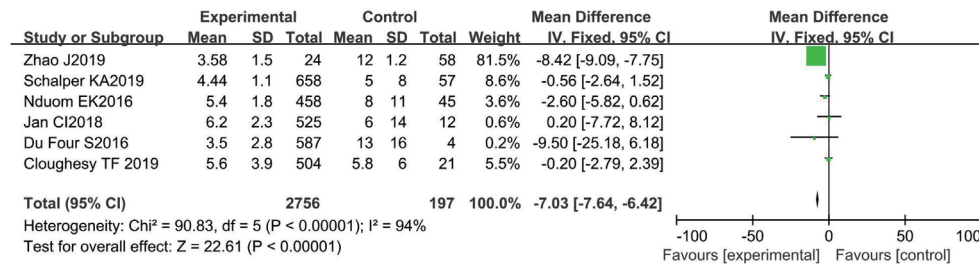 Experimental Control Mean Difference Mean Difference
Study or Subgroup Mean SD Total Mean SD Total Weight IV, Fixed, 95% CI IV, Fixed, 95% CI
Zhao J2019 3.58 1.5 24 12 1.2 58 81.5% -8.42 [-9.09, -7.75]
Schalper KA2019 4.44 1.1 658 5 8 57 8.6% -0.56 [-2.64, 1.52]
Nduom EK2016 5.4 1.8 458 8 11 45 3.6% -2.60 [-5.82, 0.62]
Jan CI2018 6.2 2.3 525 6 14 12 0.6% 0.20 [-7.72, 8.12]
Du Four S2016 3.5 2.8 587 13 16 4 0.2% -9.50 [-25.18, 6.18]
Cloughesy TF 2019 5.6 3.9 504 5.8 6 21 5.5% -0.20 [-2.79, 2.39]
Total (95% CI) 2756 197 100.0% -7.03 [-7.64, -6.42]
Heterogeneity: Chi² = 90.83, df = 5 (P < 0.00001); I² = 94%
Test for overall effect: Z = 22.61 (P < 0.00001)
-100 -50 0 50 100
Favours [experimental] Favours [control]